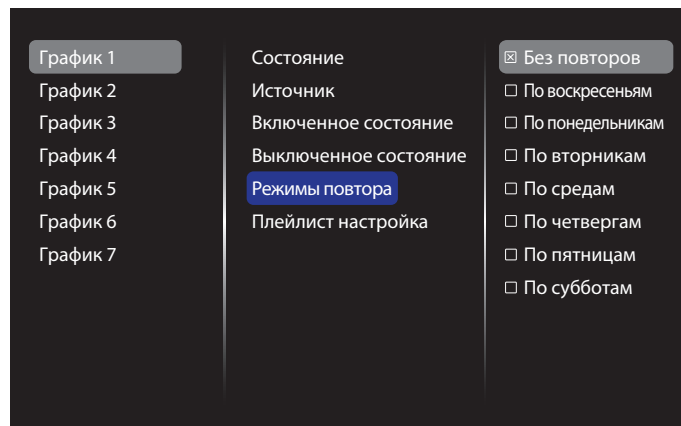 График 1
График 2
График 3
График 4
График 5
График 6
График 7
Состояние
Источник
Включенное состояние
Выключенное состояние
Режимы повтора
Плейлист настройка
Без повторов
По воскресеньям
По понедельникам
По вторникам
По средам
По четвергам
По пятницам
По субботам